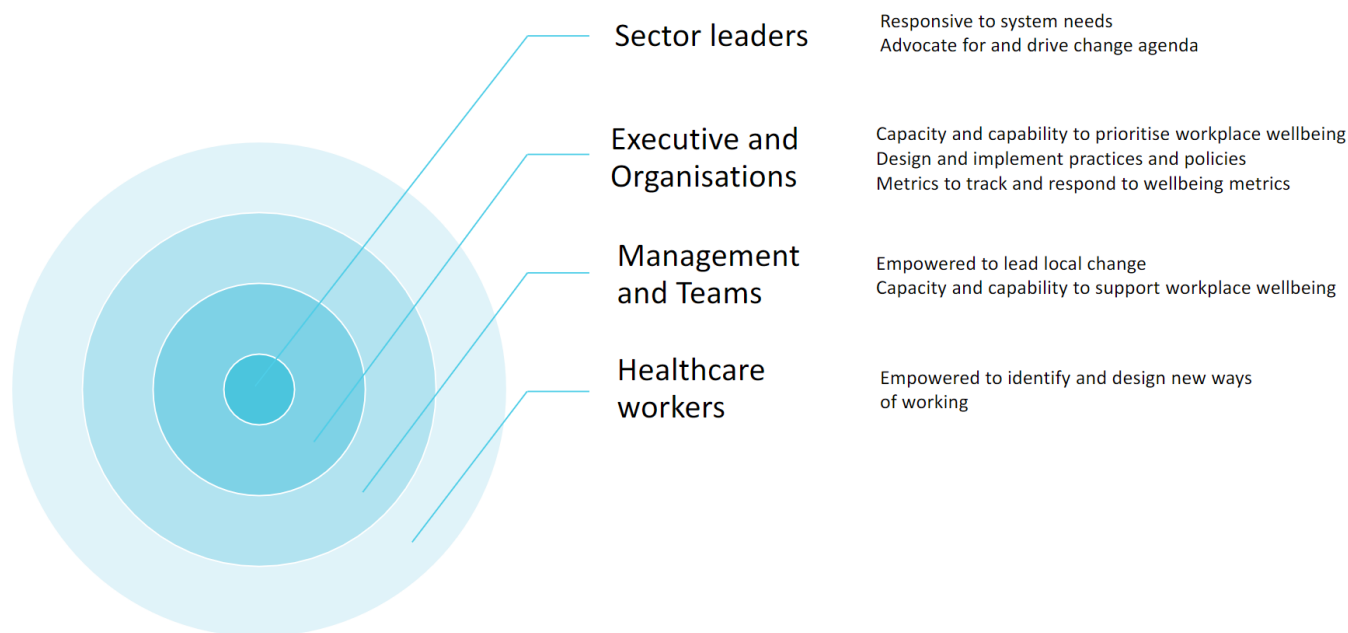 Sector leaders
Responsive to system needs
Advocate for and drive change agenda
Executive and
Organisations
Capacity and capability to prioritise workplace wellbeing
Design and implement practices and policies
Metrics to track and respond to wellbeing metrics
Management
and Teams
Empowered to lead local change
Capacity and capability to support workplace wellbeing
Healthcare
workers
Empowered to identify and design new ways
of working